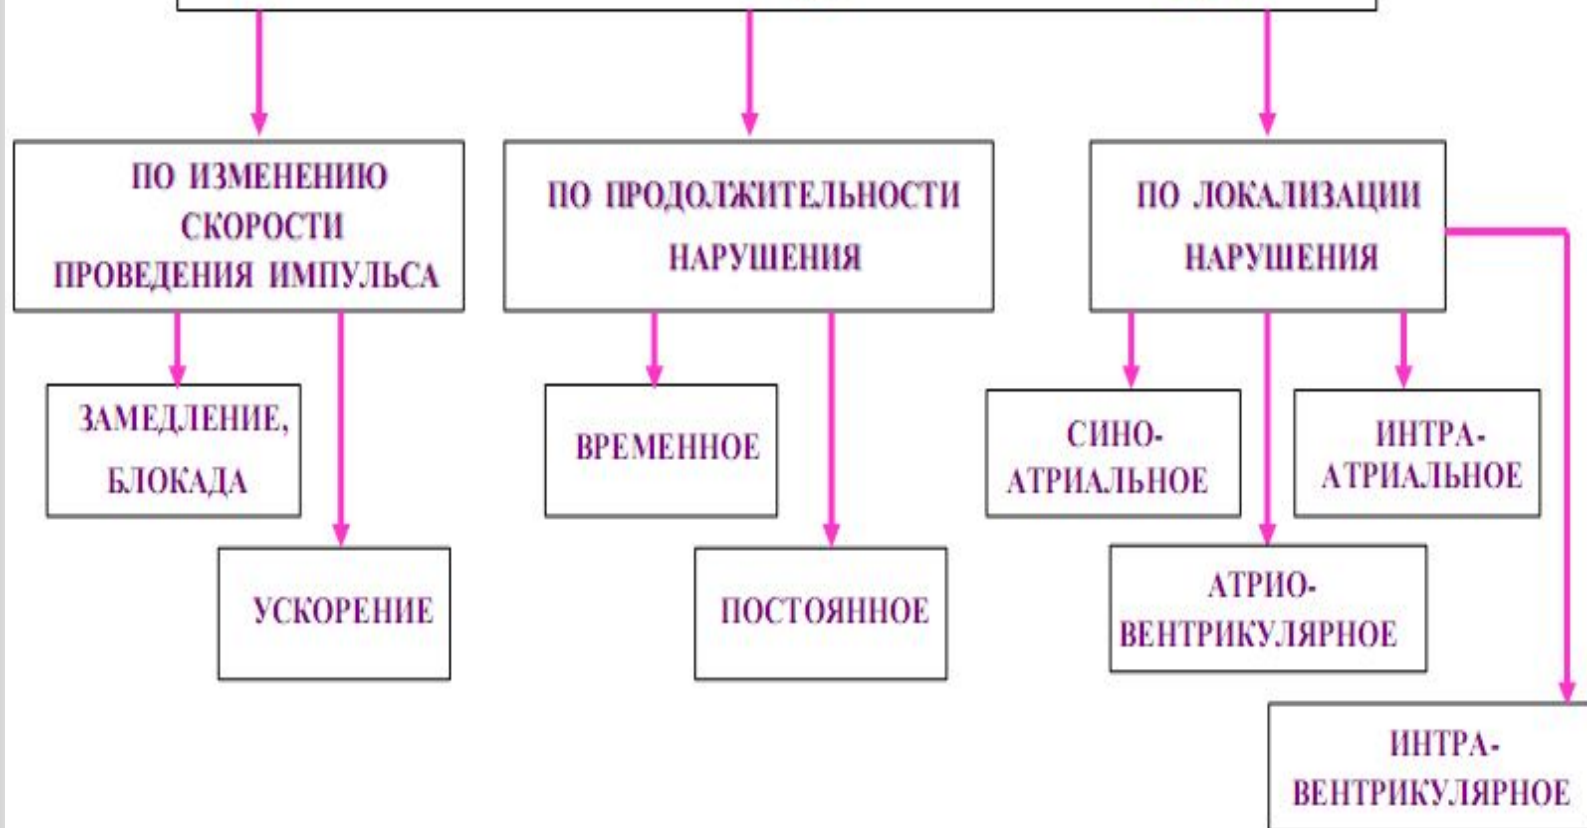 ПО ИЗМЕНЕНИЮ
СКОРОСТИ
ПРОВЕДЕНИЯ ИМПУЛЬСА
ПО ПРОДОЛЖИТЕЛЬНОСТИ
НАРУШЕНИЯ
ПО ЛОКАЛИЗАЦИИ
НАРУШЕНИЯ
ЗАМЕДЛЕНИЕ,
БЛОКАДА
УСКОРЕНИЕ
ВРЕМЕННОЕ
ПОСТОЯННОЕ
СИНО-
АТРИАЛЬНОЕ
ИНТРА-
АТРИАЛЬНОЕ
АТРИО-
ВЕНТРИКУЛЯРНОЕ
ИНТРА-
ВЕНТРИКУЛЯРНОЕ